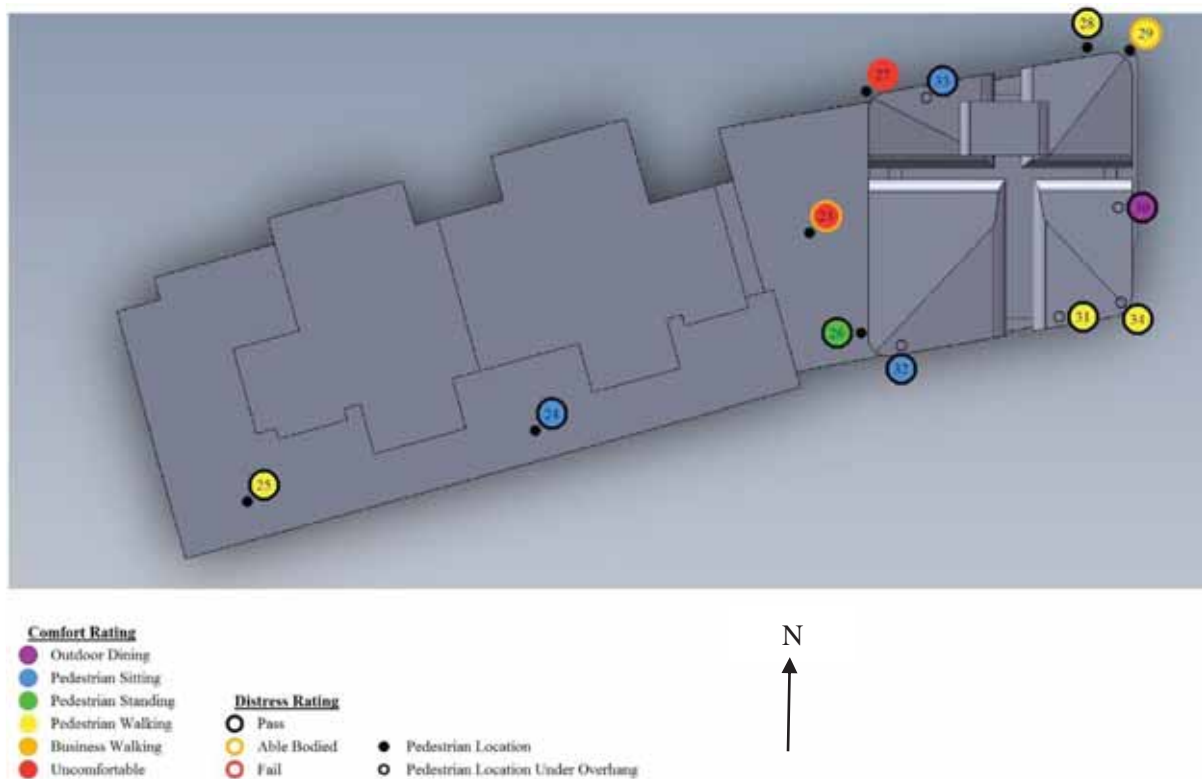 28
29
27
33
23
30
31
34
26
32
24
25
N
Comfort Rating
Outdoor Dining
Pedestrian Sitting
Pedestrian Standing
Pedestrian Walking
Business Walking
Uncomfortable
Distress Rating
Pass
Able Bodied
Fail
Pedestrian Location
Pedestrian Location Under Overhang